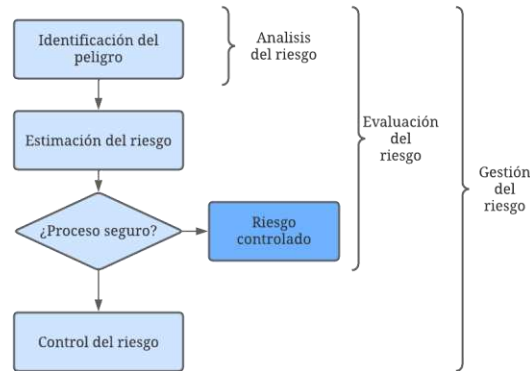 Identificación del
peligro
Analisis
del riesgo
Estimación del riesgo
Evaluación
del
riesgo
Gestión
del
riesgo
¿Proceso seguro?
Riesgo
controlado
Control del riesgo